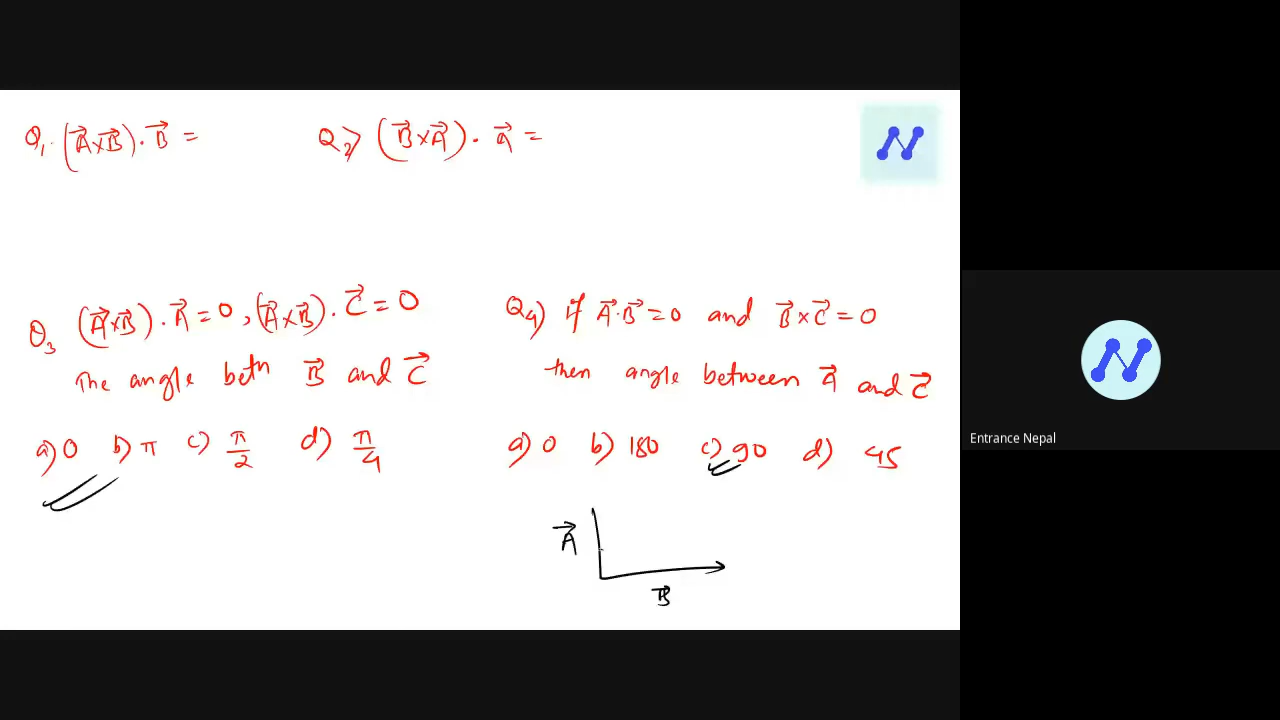 Q1. (A⃗×B⃗)·B⃗ =
Q2> (B⃗×A⃗)·a⃗ =
Q3 (A⃗×B⃗)·A⃗=0, (A⃗×B⃗)·C⃗=0
The angle betn B⃗ and C⃗
a) 0 b) π c) π/2 d) π/4
Q4) if A⃗·B⃗=0 and B⃗×C⃗=0
then angle between A⃗ and C⃗
a) 0 b) 180 c) 90 d) 45
A⃗
B⃗
Entrance Nepal